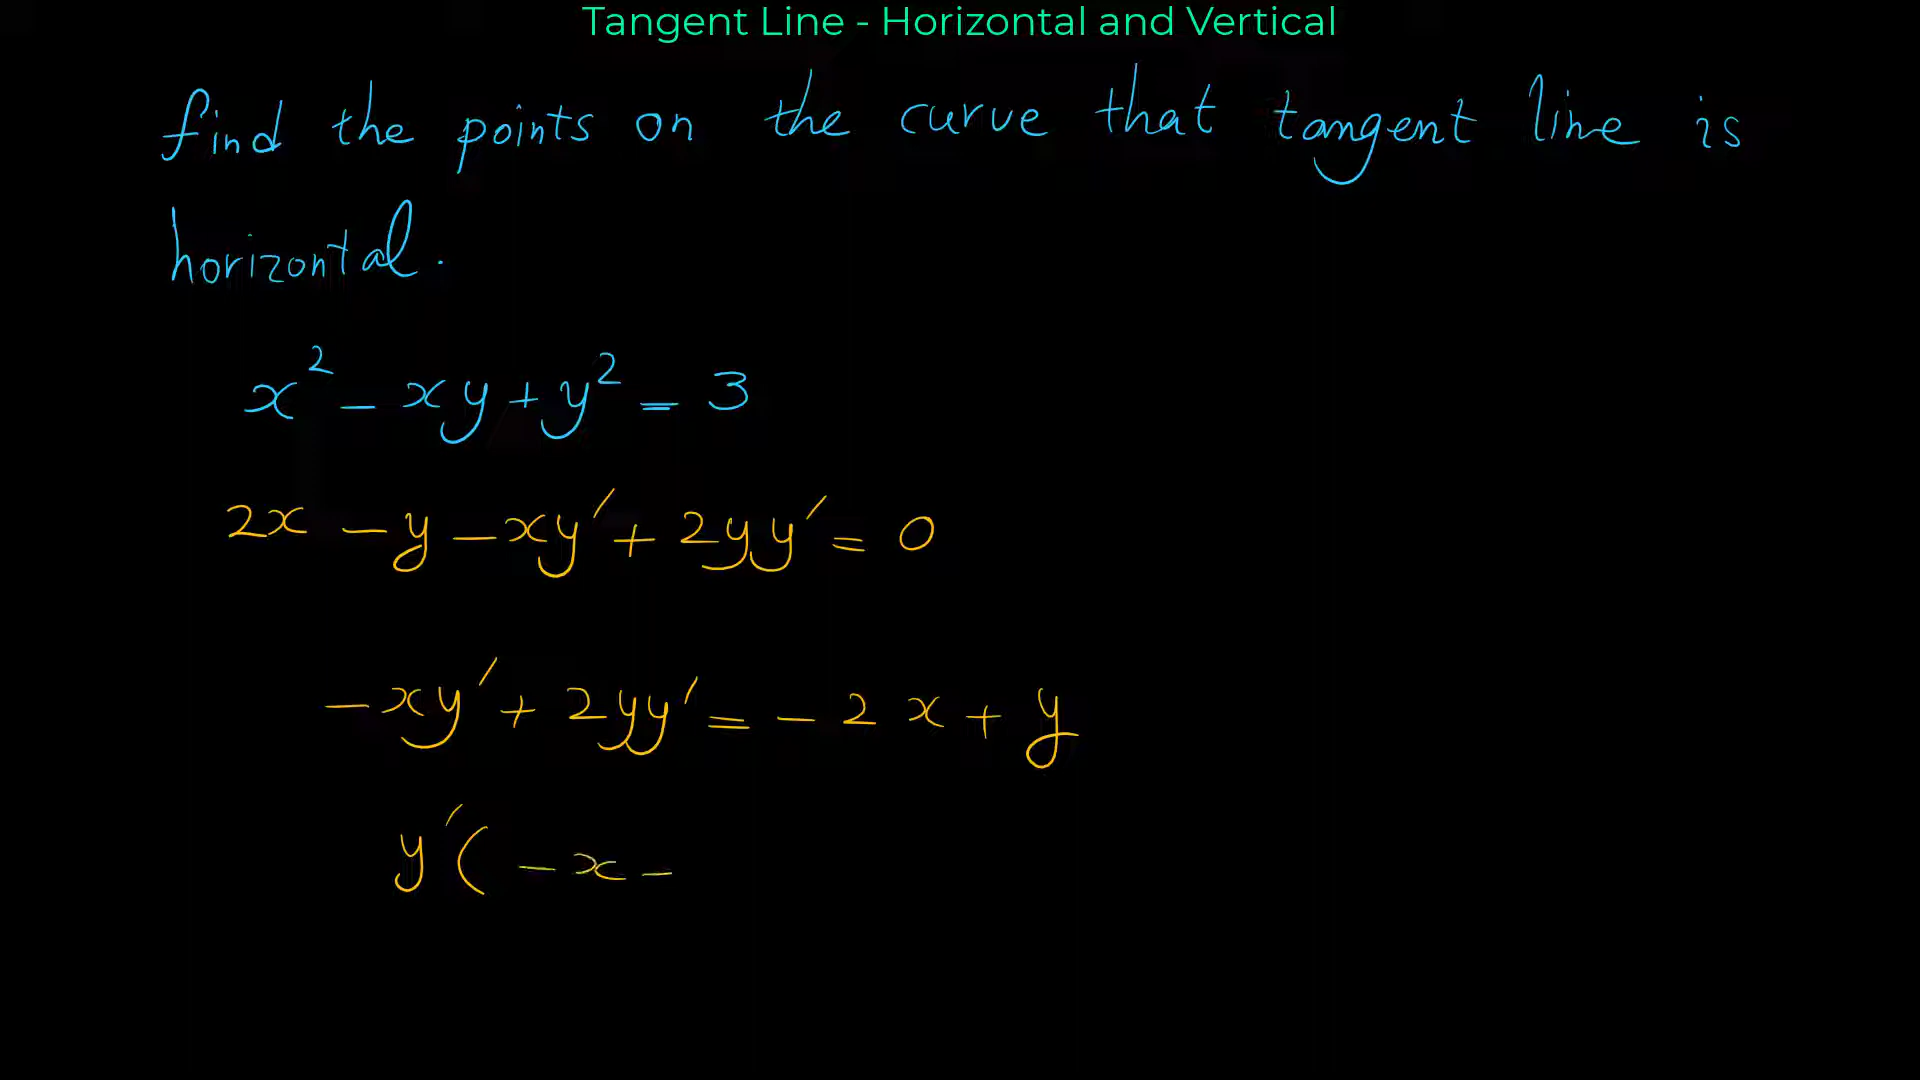 Tangent Line - Horizontal and Vertical
find the points on the curve that tangent line is
horizontal.
x² - xy + y² = 3
2x - y - xy′ + 2yy′ = 0
-xy′ + 2yy′ = -2x + y
y′( -x -